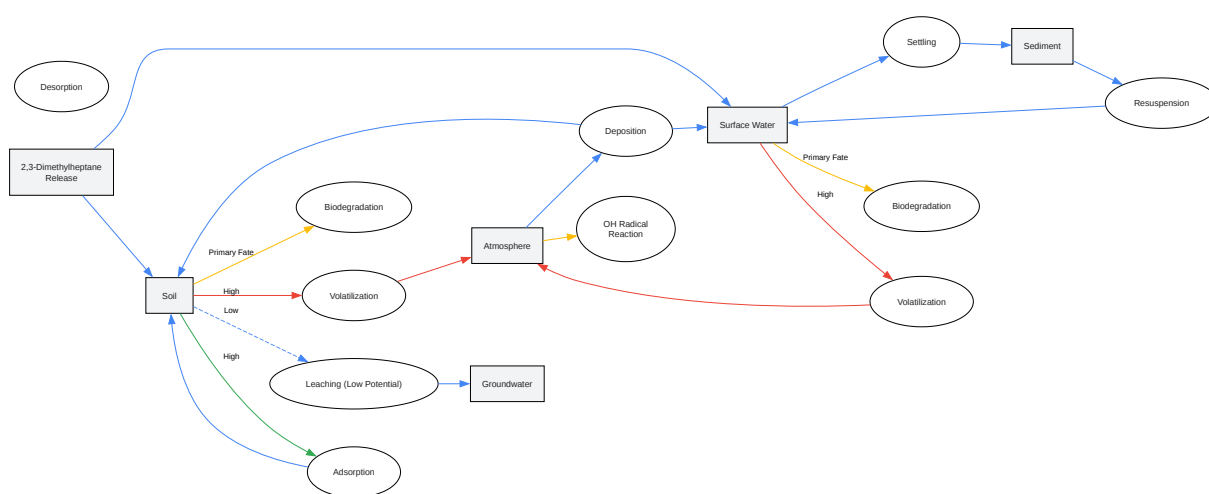 Settling
Sediment
Desorption
Resuspension
Deposition
Surface Water
2,3-Dimethylheptane
Release
Primary Fate
Biodegradation
High
Biodegradation
OH Radical
Reaction
Atmosphere
Primary Fate
Soil
High
Volatilization
Volatilization
Low
High
Leaching (Low Potential)
Groundwater
Adsorption